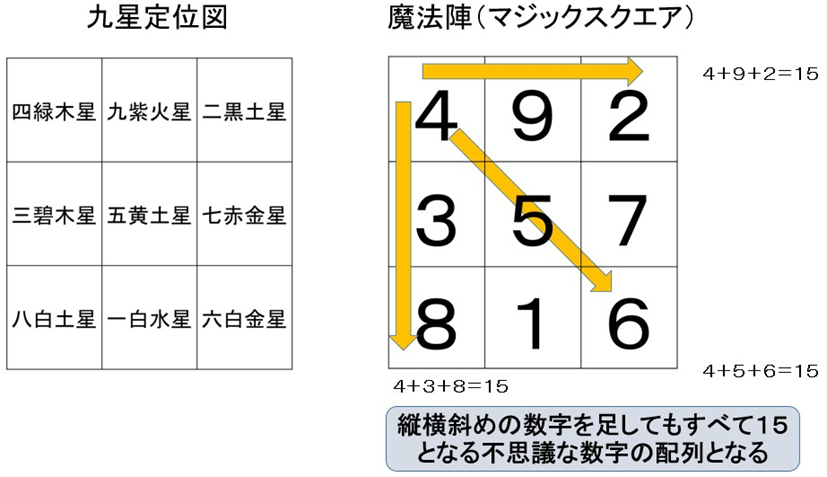 九星定位図
四緑木星 九紫火星 二黒土星
三碧木星 五黄土星 七赤金星
八白土星 一白水星 六白金星
魔法陣（マジックスクエア）
4 9 2
4+9+2=15
3 5 7
8 1 6
4+5+6=15
4+3+8=15
縦横斜めの数字を足してもすべて１５
となる不思議な数字の配列となる